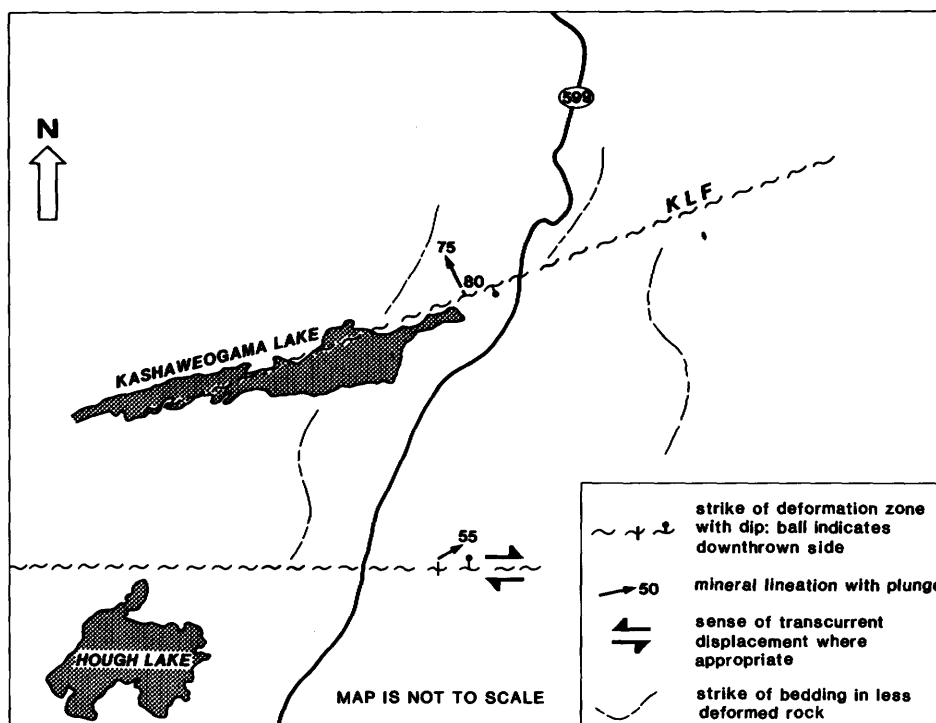 599
N
KLF
75
80
KASHAWEOGAMA LAKE
55
HOUGH LAKE
MAP IS NOT TO SCALE
strike of deformation zone
with dip: ball indicates
downthrown side
50 mineral lineation with plunge
sense of transcurrent
displacement where
appropriate
strike of bedding in less
deformed rock